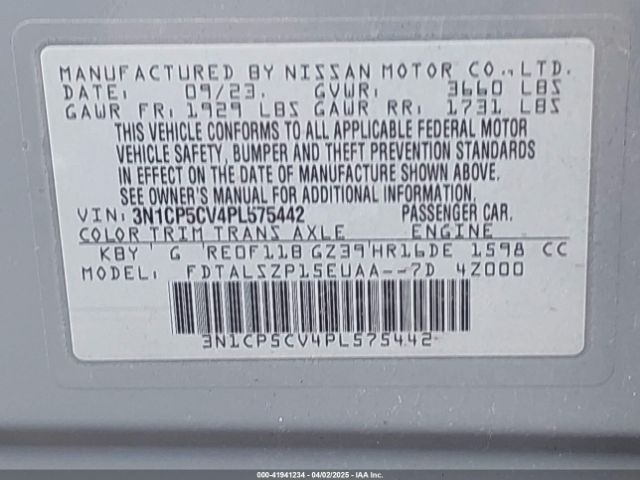 MANUFACTURED BY NISSAN MOTOR CO., LTD.
DATE: 09/23. GVWR: 3660 LBS
GAWR FR: 1929 LBS GAWR RR: 1731 LBS
THIS VEHICLE CONFORMS TO ALL APPLICABLE FEDERAL MOTOR
VEHICLE SAFETY, BUMPER AND THEFT PREVENTION STANDARDS
IN EFFECT ON THE DATE OF MANUFACTURE SHOWN ABOVE.
SEE OWNER'S MANUAL FOR ADDITIONAL INFORMATION.
VIN: 3N1CP5CV4PL575442 PASSENGER CAR.
COLOR TRIM TRANS AXLE ENGINE
KBY G RE0F11B GZ39 HR16DE 1598 CC
MODEL: FDTALSZP15EUAA--7D 4Z000
3N1CP5CV4PL575442
000-41941234 - 04/02/2025 - IAA Inc.